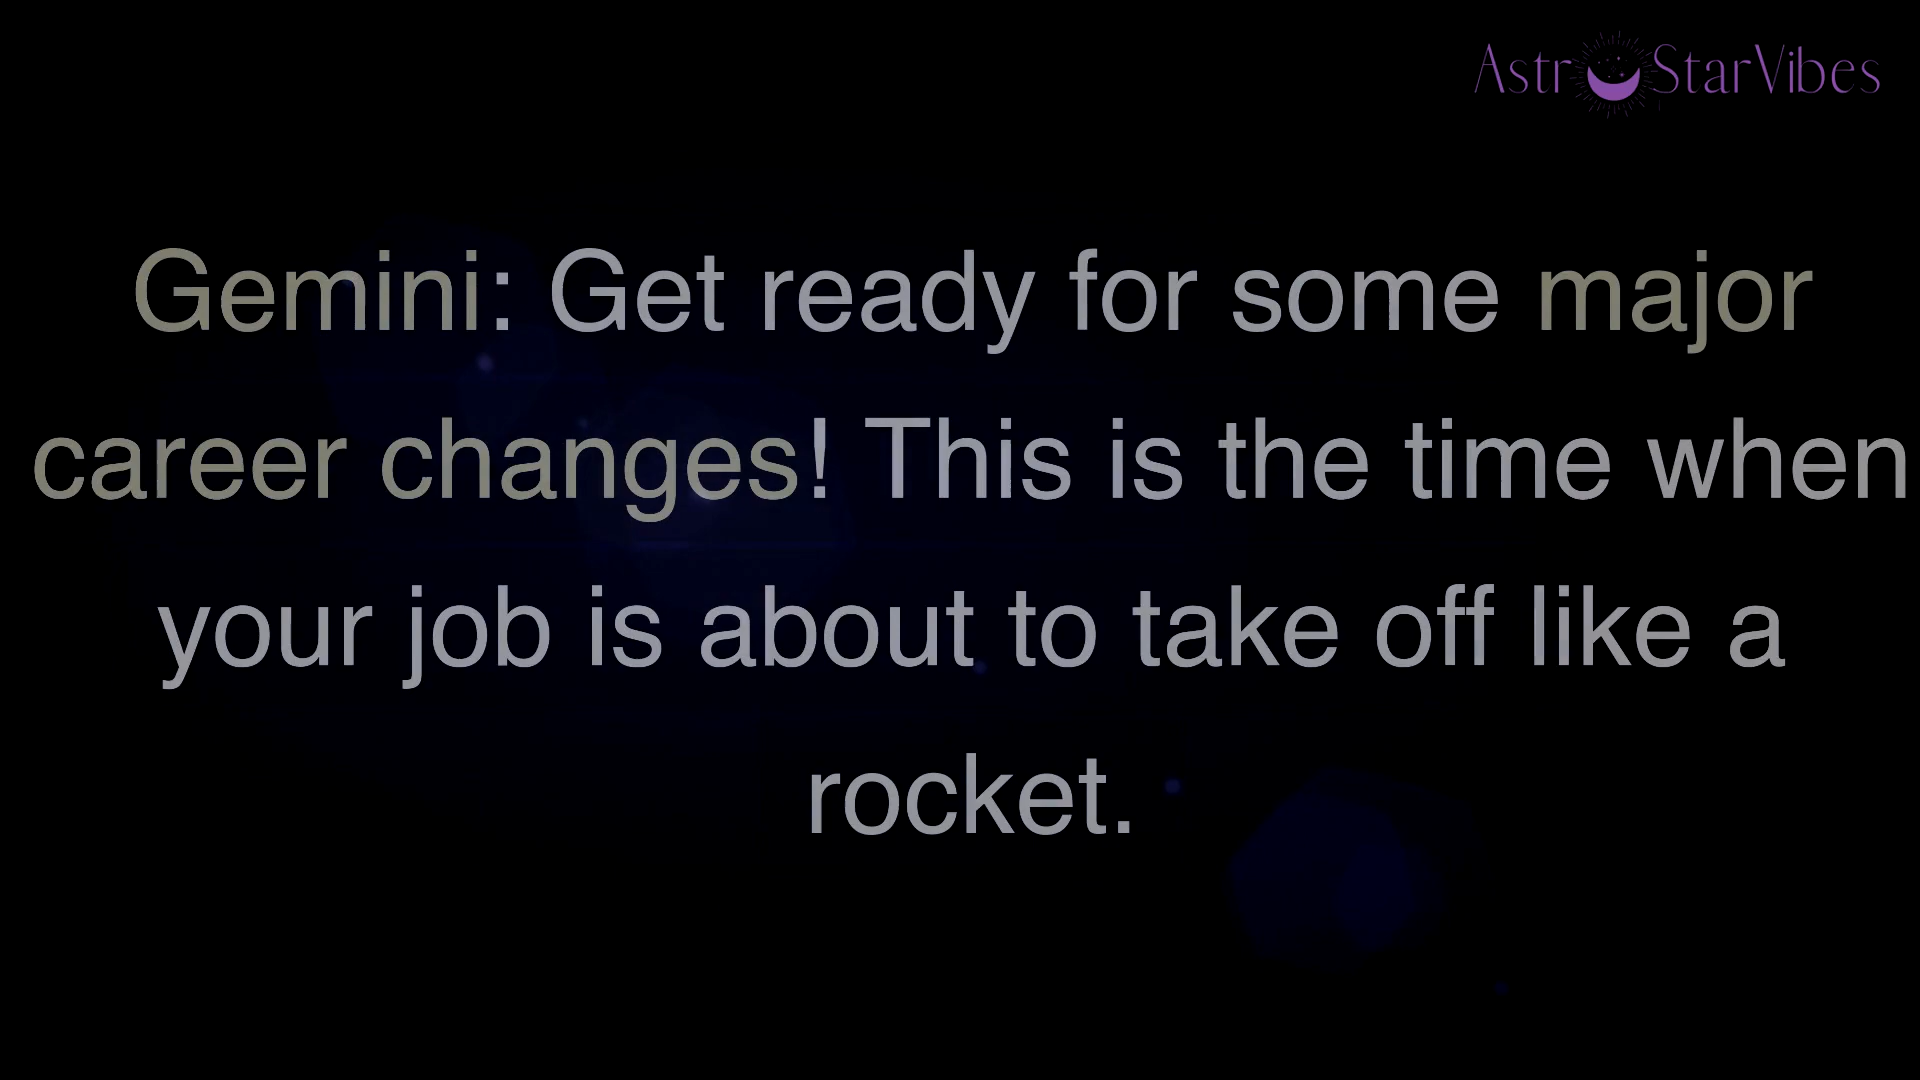 AstroStarVibes
Gemini: Get ready for some major
career changes! This is the time when
your job is about to take off like a
rocket.